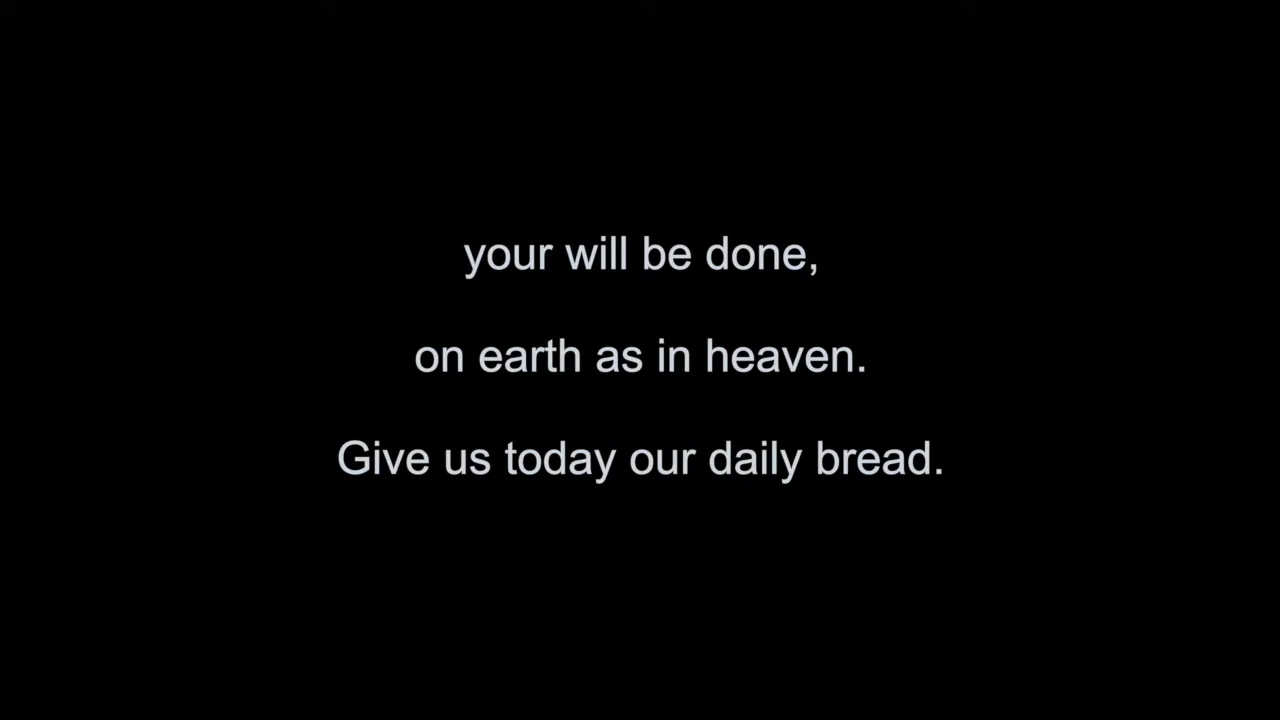 your will be done,
on earth as in heaven.
Give us today our daily bread.